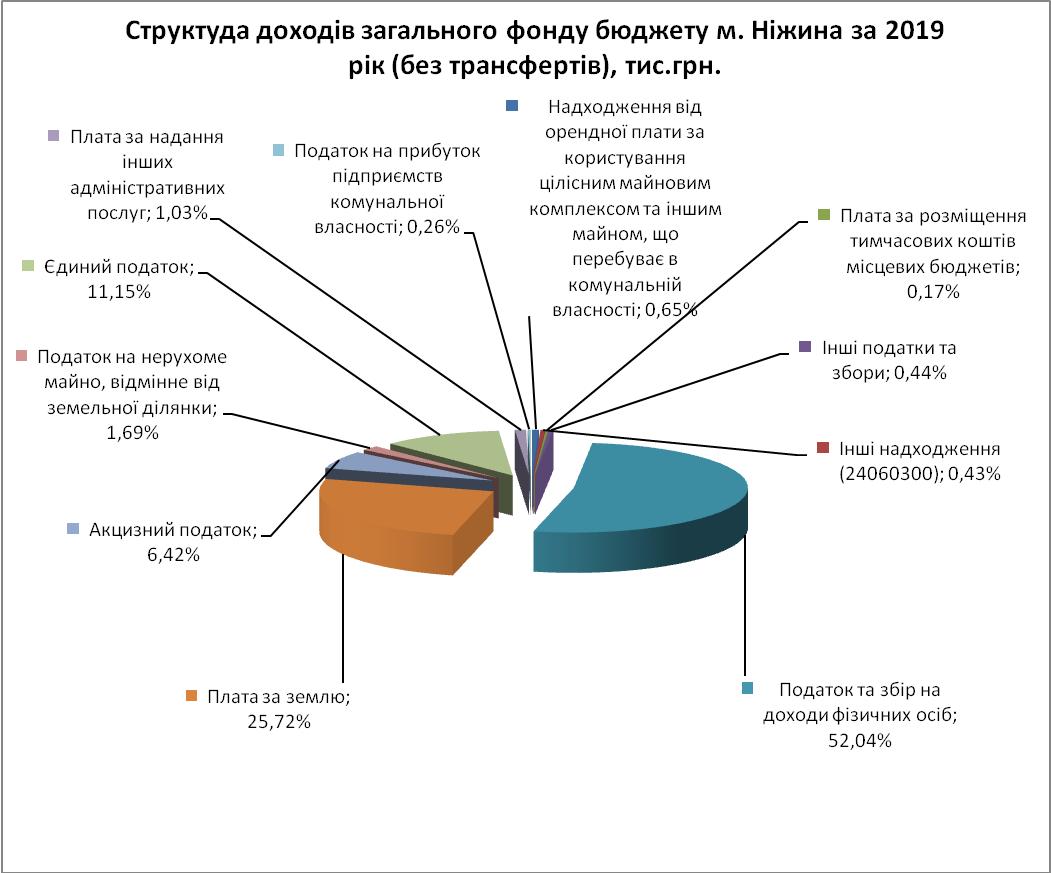 Структуда доходів загального фонду бюджету м. Ніжина за 2019
рік (без трансфертів), тис.грн.
Плата за надання
інших
адміністративних
послуг; 1,03%
Податок на прибуток
підприємств
комунальної
власності; 0,26%
Надходження від
орендної плати за
користування
цілісним майновим
комплексом та іншим
майном, що
перебуває в
комунальній
власності; 0,65%
Плата за розміщення
тимчасових коштів
місцевих бюджетів;
0,17%
Єдиний податок;
11,15%
Інші податки та
збори; 0,44%
Податок на нерухоме
майно, відмінне від
земельної ділянки;
1,69%
Інші надходження
(24060300); 0,43%
Акцизний податок;
6,42%
Плата за землю;
25,72%
Податок та збір на
доходи фізичних осіб;
52,04%